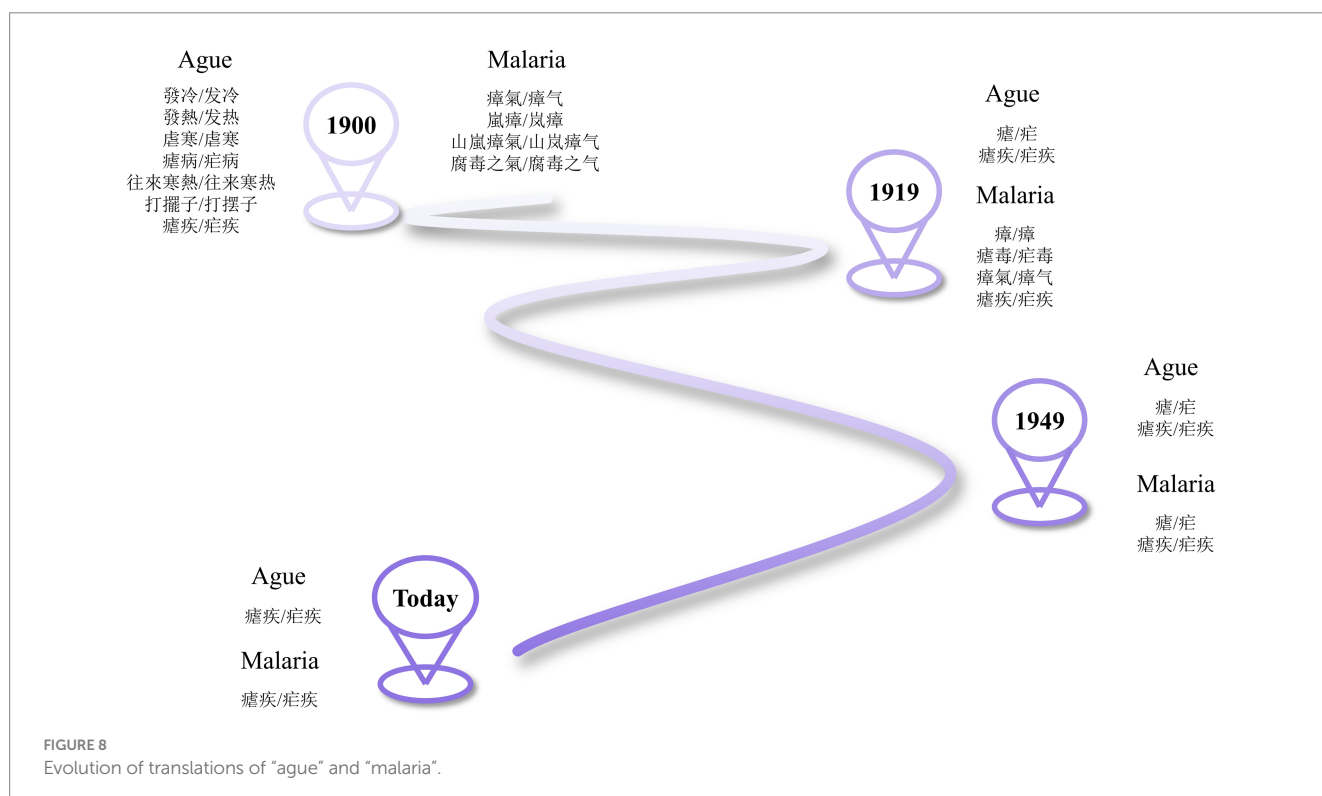 Ague
發冷/发冷
發熱/发热
虐寒/虐寒
瘧病/疟病
往來寒熱/往来寒热
打擺子/打摆子
瘧疾/疟疾
1900
Malaria
瘴氣/瘴气
嵐瘴/岚瘴
山嵐瘴氣/山岚瘴气
腐毒之氣/腐毒之气
1919
Ague
瘧/疟
瘧疾/疟疾
Malaria
瘴/瘴
瘧毒/疟毒
瘴氣/瘴气
瘧疾/疟疾
1949
Ague
瘧/疟
瘧疾/疟疾
Malaria
瘧/疟
瘧疾/疟疾
Ague
瘧疾/疟疾
Malaria
瘧疾/疟疾
Today
FIGURE 8
Evolution of translations of “ague” and “malaria”.